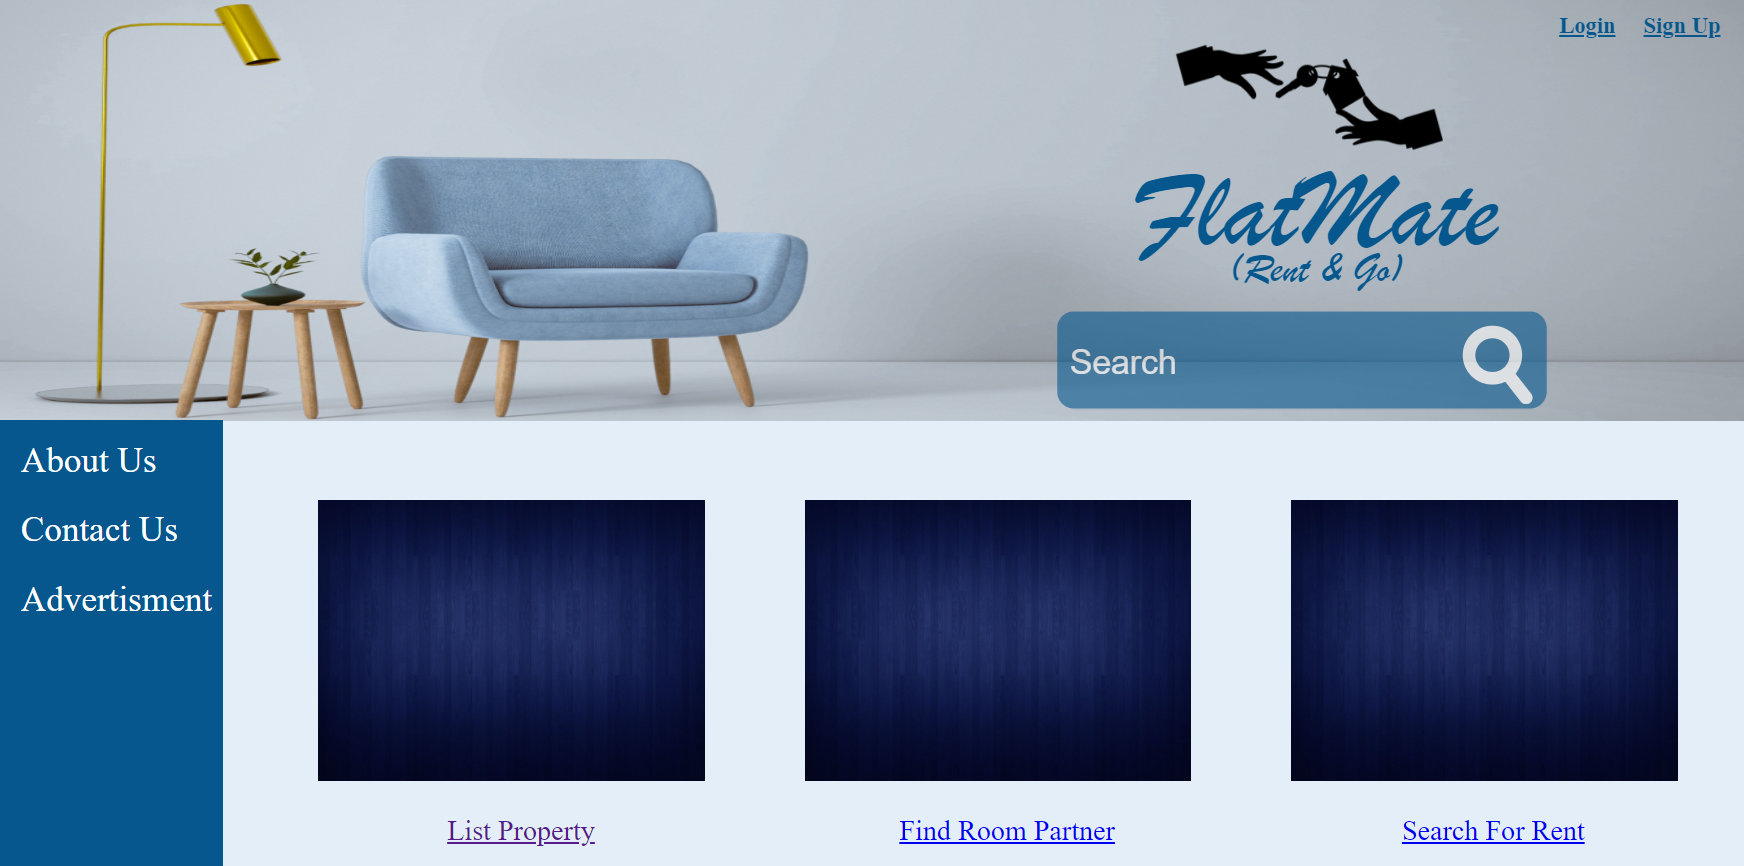 Login Sign Up
FlatMate
(Rent & Go)
Search
About Us
Contact Us
Advertisment
List Property
Find Room Partner
Search For Rent